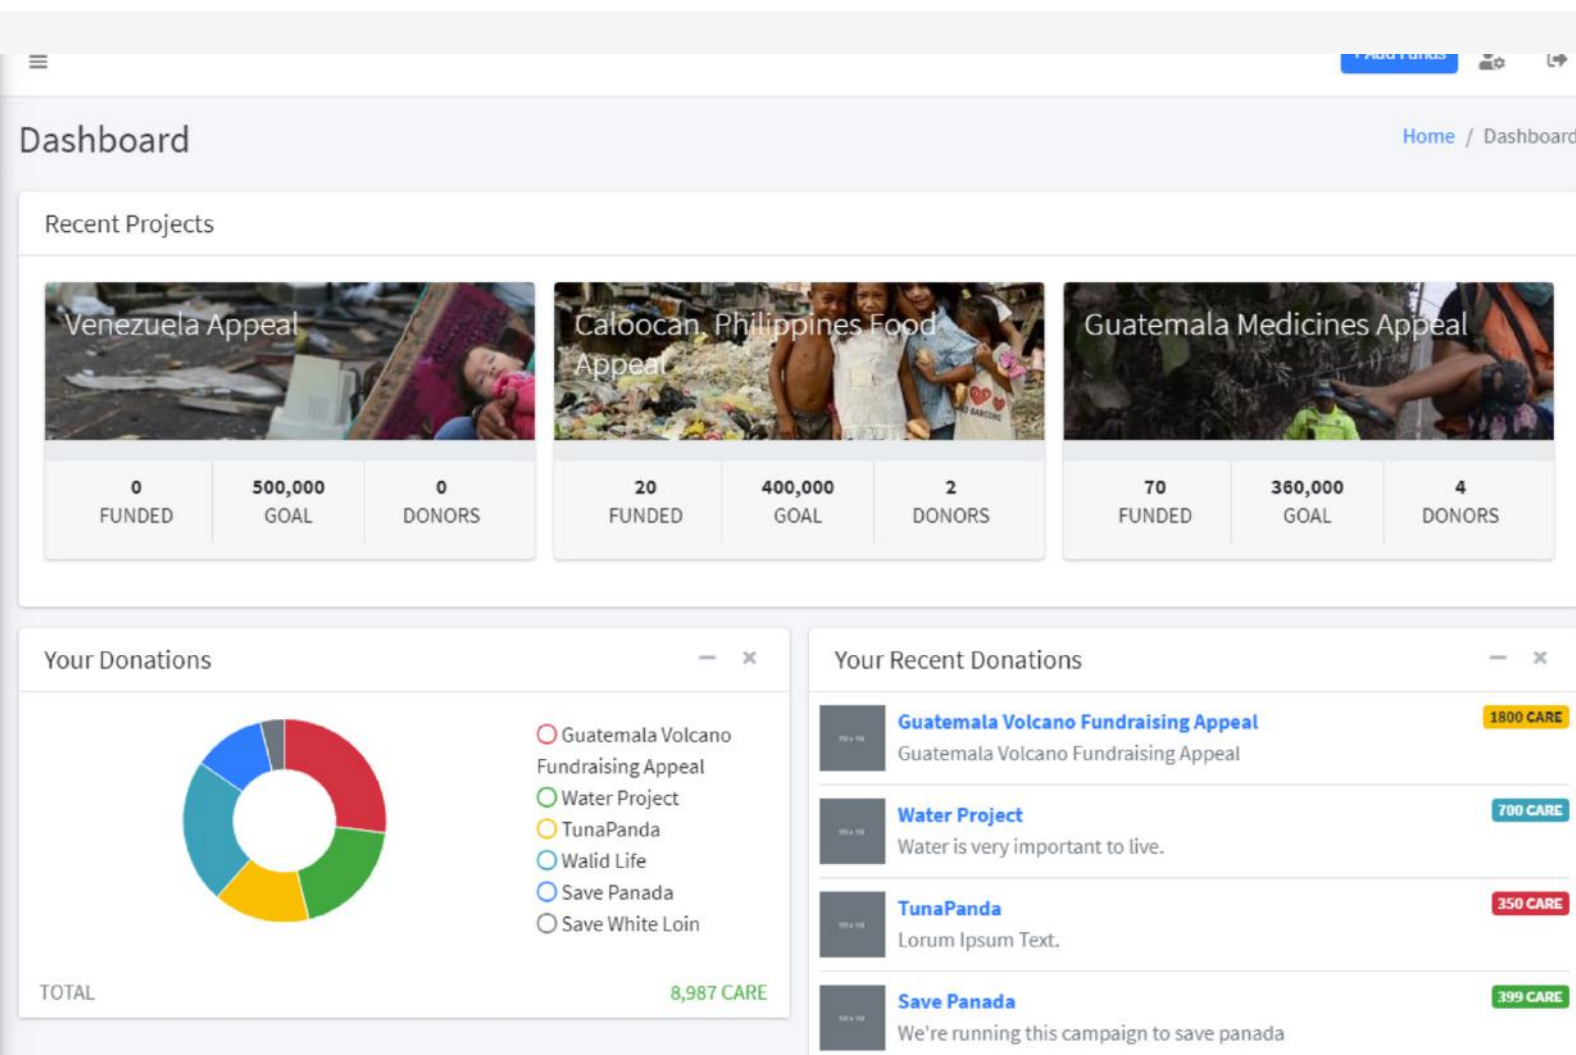 + Add Funds
Dashboard
Home / Dashboard
Recent Projects
Venezuela Appeal
0
FUNDED
500,000
GOAL
0
DONORS
Caloocan, Philippines Food
Appeal
20
FUNDED
400,000
GOAL
2
DONORS
Guatemala Medicines Appeal
70
FUNDED
360,000
GOAL
4
DONORS
Your Donations
Guatemala Volcano
Fundraising Appeal
Water Project
TunaPanda
Walid Life
Save Panada
Save White Loin
TOTAL
8,987 CARE
Your Recent Donations
Guatemala Volcano Fundraising Appeal
1800 CARE
Guatemala Volcano Fundraising Appeal
Water Project
700 CARE
Water is very important to live.
TunaPanda
350 CARE
Lorum Ipsum Text.
Save Panada
399 CARE
We're running this campaign to save panada